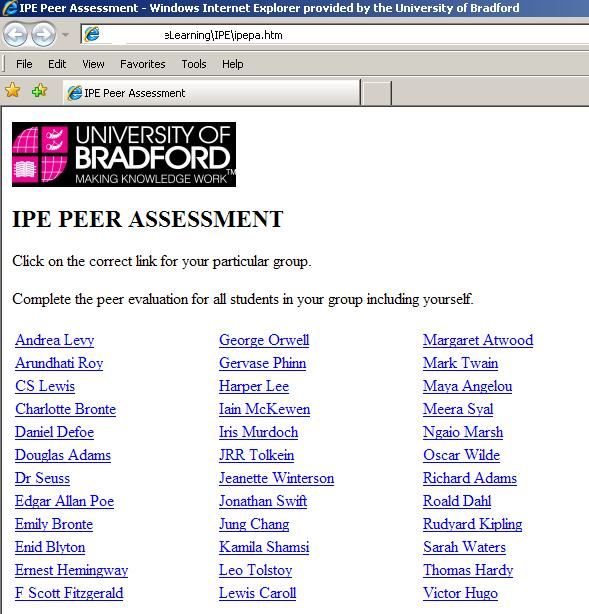 IPE Peer Assessment - Windows Internet Explorer provided by the University of Bradford
eLearning\IPE\ipepa.htm
File Edit View Favorites Tools Help
IPE Peer Assessment
UNIVERSITY OF
BRADFORD
MAKING KNOWLEDGE WORK™
IPE PEER ASSESSMENT
Click on the correct link for your particular group.
Complete the peer evaluation for all students in your group including yourself.
Andrea Levy George Orwell Margaret Atwood
Arundhati Roy Gervase Phinn Mark Twain
CS Lewis Harper Lee Maya Angelou
Charlotte Bronte Iain McKewen Meera Syal
Daniel Defoe Iris Murdoch Ngaio Marsh
Douglas Adams JRR Tolkein Oscar Wilde
Dr Seuss Jeanette Winterson Richard Adams
Edgar Allan Poe Jonathan Swift Roald Dahl
Emily Bronte Jung Chang Rudyard Kipling
Enid Blyton Kamila Shamsi Sarah Waters
Ernest Hemingway Leo Tolstoy Thomas Hardy
F Scott Fitzgerald Lewis Caroll Victor Hugo